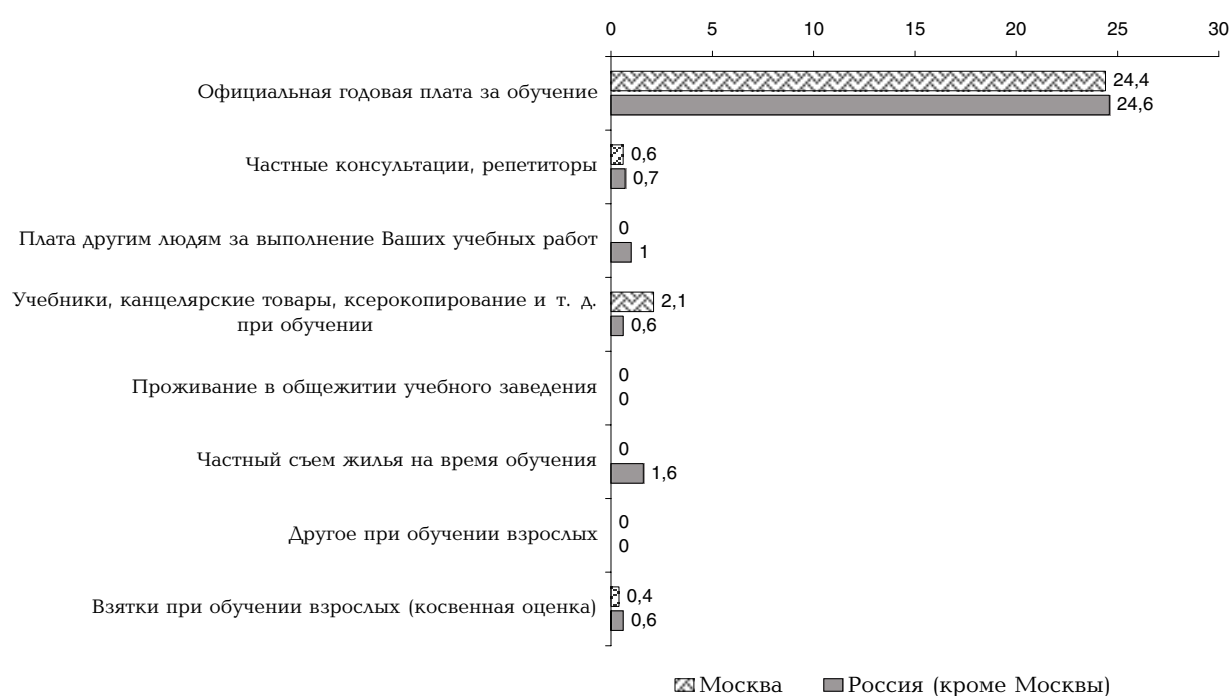 0 5 10 15 20 25 30
Официальная годовая плата за обучение
24,4
24,6
Частные консультации, репетиторы
0,6
0,7
Плата другим людям за выполнение Ваших учебных работ
0
1
Учебники, канцелярские товары, ксерокопирование и т. д.
при обучении
2,1
0,6
Проживание в общежитии учебного заведения
0
0
Частный съем жилья на время обучения
0
1,6
Другое при обучении взрослых
0
0
Взятки при обучении взрослых (косвенная оценка)
0,4
0,6
Москва Россия (кроме Москвы)